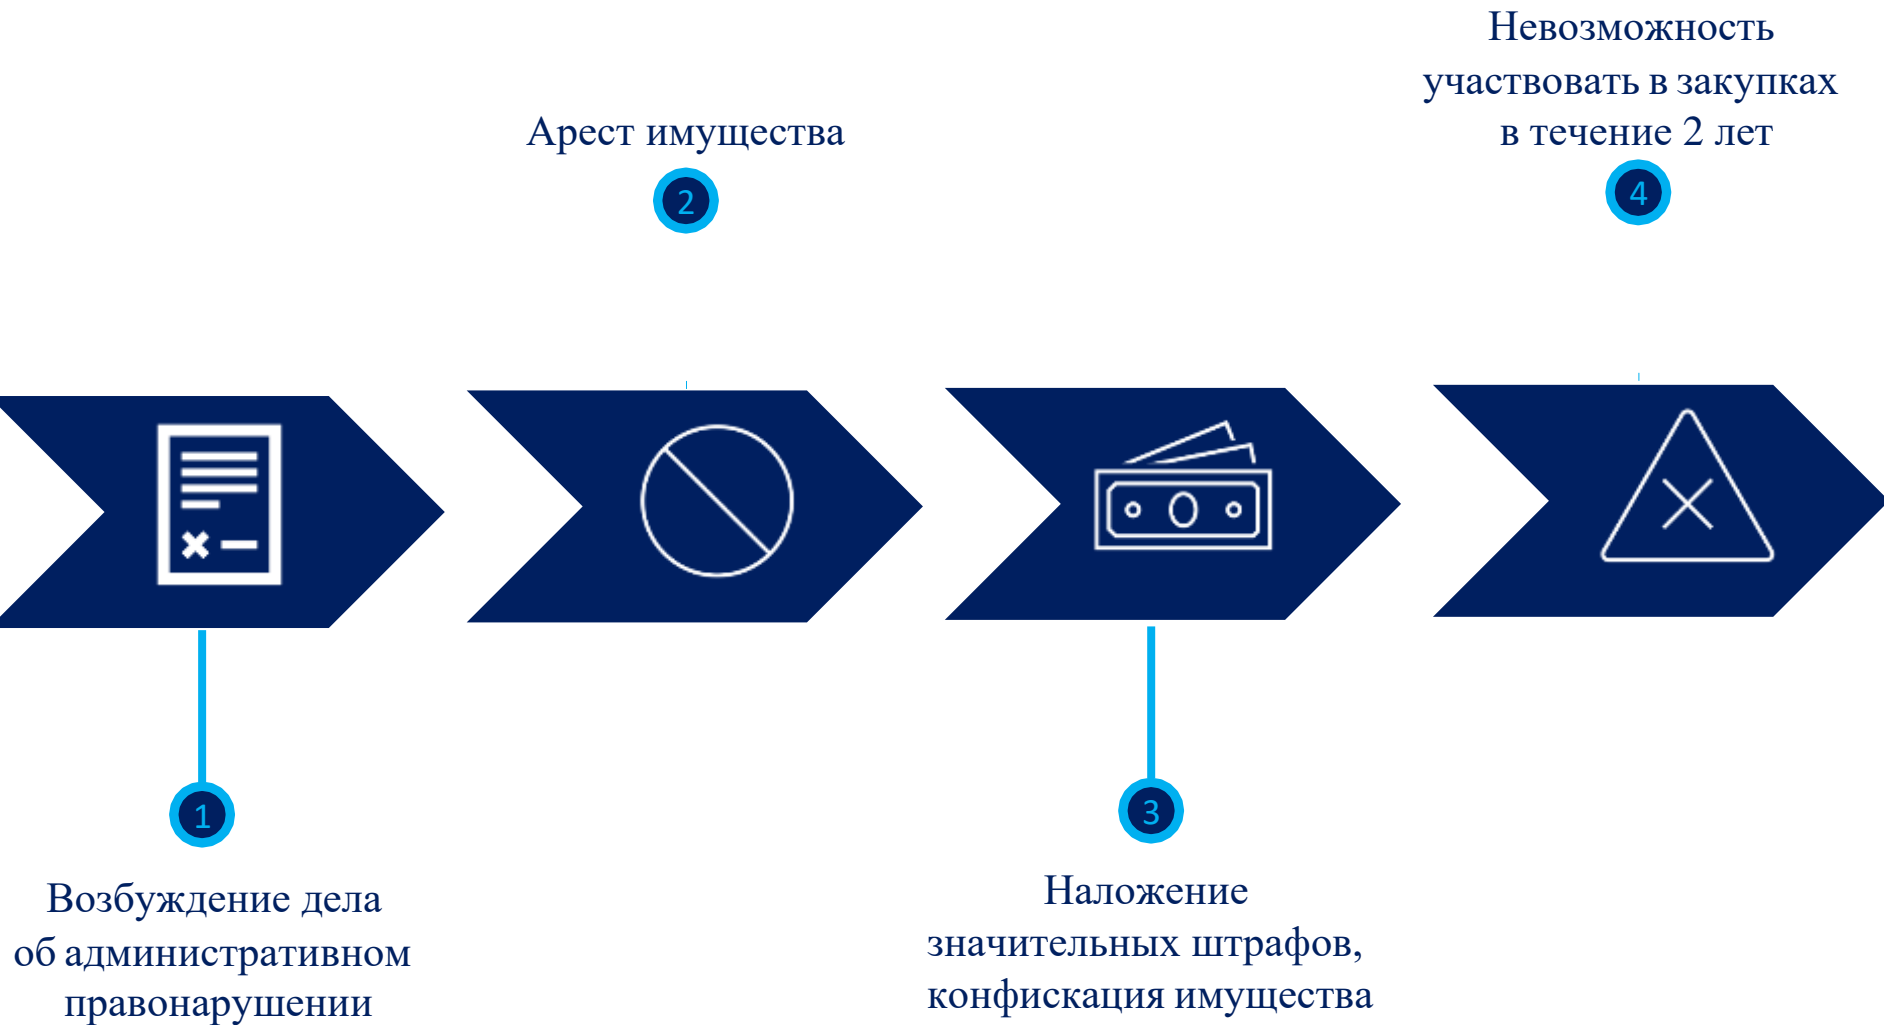 Невозможность
участвовать в закупках
в течение 2 лет
Арест имущества
2
4
1
3
Возбуждение дела
об административном
правонарушении
Наложение
значительных штрафов,
конфискация имущества